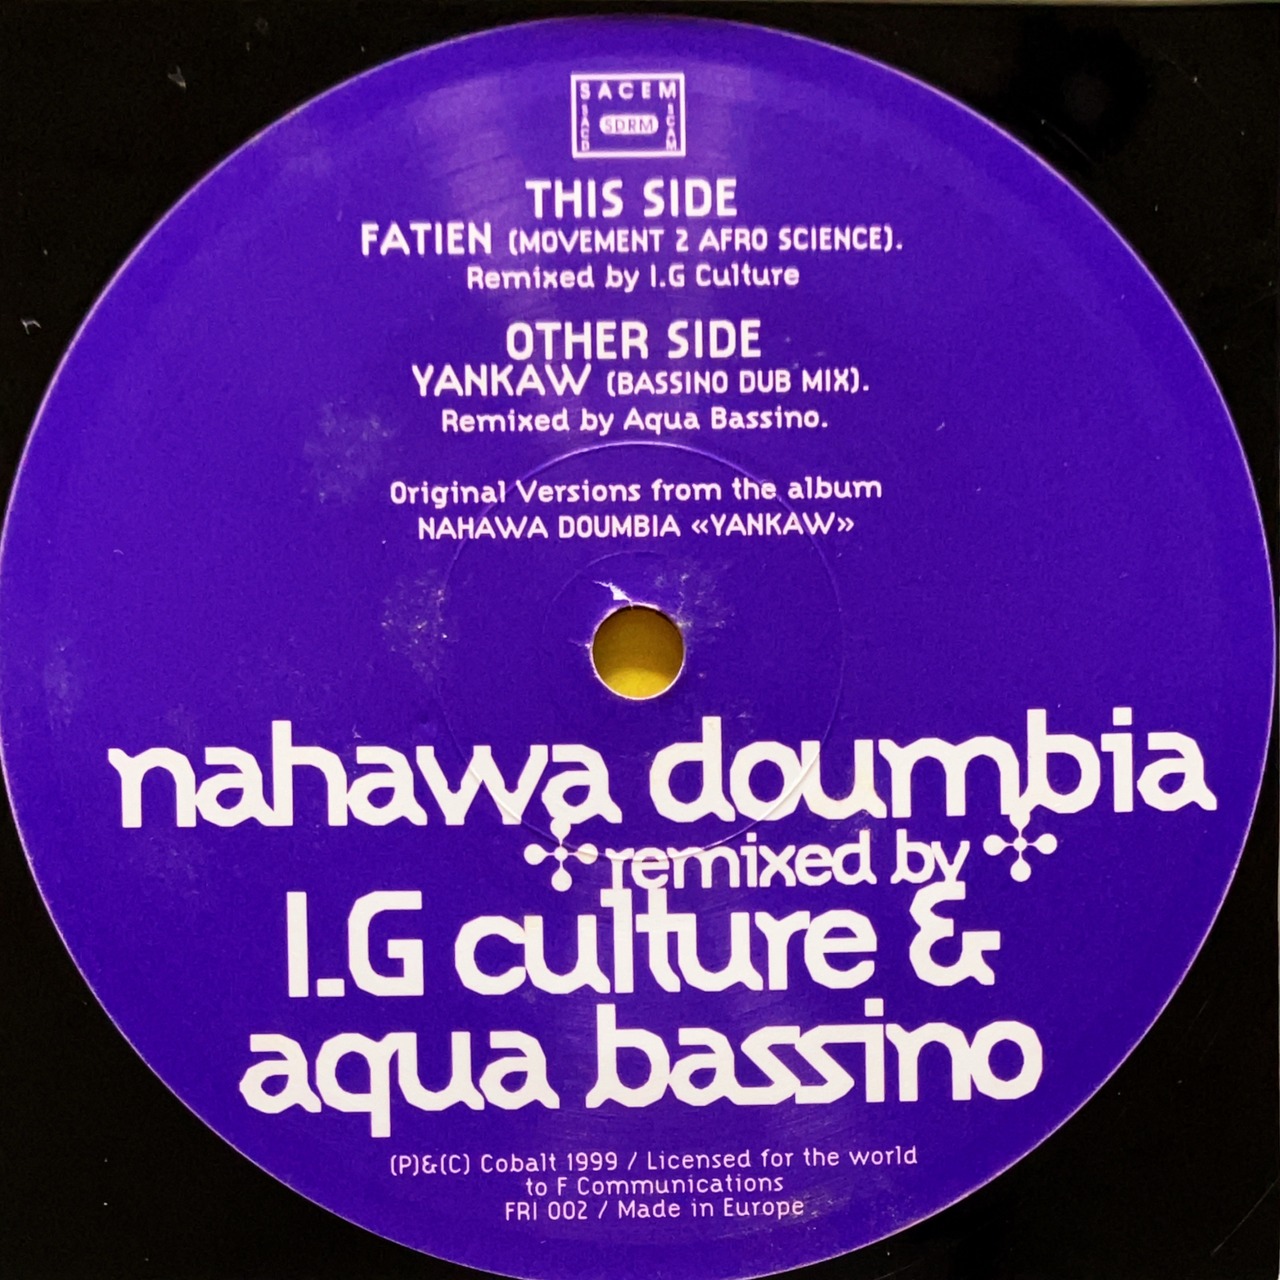 SACEM
SACD
SDRM
SCAM
THIS SIDE
FATIEN (MOVEMENT 2 AFRO SCIENCE).
Remixed by I.G Culture
OTHER SIDE
YANKAW (BASSINO DUB MIX).
Remixed by Aqua Bassino.
Original Versions from the album
NAHAWA DOUMBIA «YANKAW»
nahawa doumbia
remixed by
I.G culture &
aqua bassino
(P)&(C) Cobalt 1999 / Licensed for the world
to F Communications
FRI 002 / Made in Europe